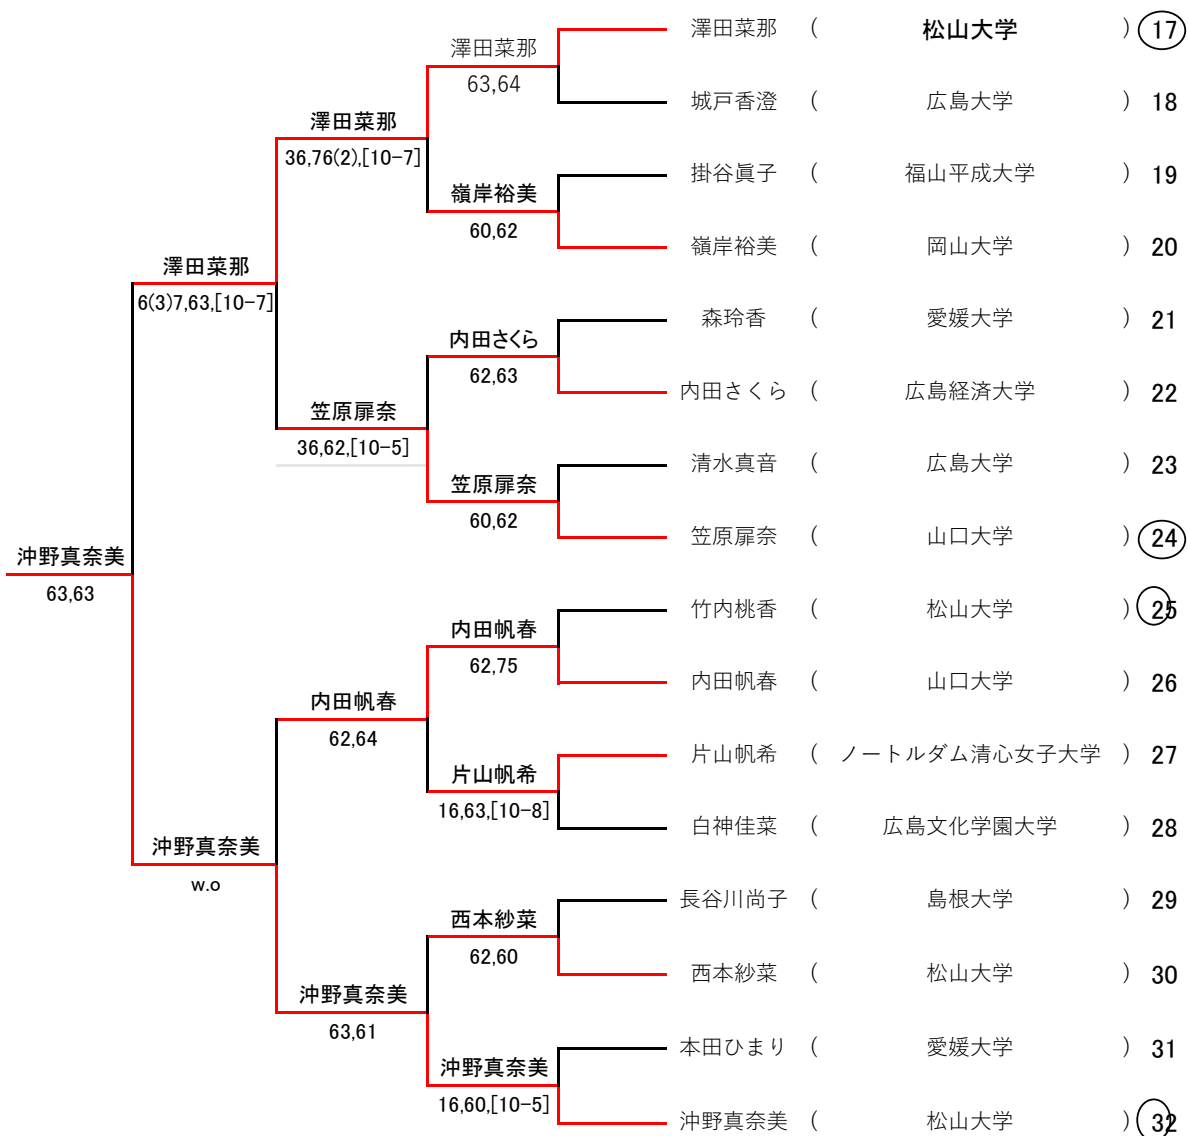 澤田菜那 ( 松山大学 ) 17
澤田菜那
63,64
城戸香澄 ( 広島大学 ) 18
澤田菜那
36,76(2),[10-7]
掛谷眞子 ( 福山平成大学 ) 19
嶺岸裕美
60,62
嶺岸裕美 ( 岡山大学 ) 20
澤田菜那
6(3)7,63,[10-7]
森玲香 ( 愛媛大学 ) 21
内田さくら
62,63
内田さくら ( 広島経済大学 ) 22
笠原扉奈
36,62,[10-5]
清水真音 ( 広島大学 ) 23
笠原扉奈
60,62
笠原扉奈 ( 山口大学 ) 24
沖野真奈美
63,63
竹内桃香 ( 松山大学 ) 25
内田帆春
62,75
内田帆春 ( 山口大学 ) 26
内田帆春
62,64
片山帆希 ( ノートルダム清心女子大学 ) 27
片山帆希
16,63,[10-8]
白神佳菜 ( 広島文化学園大学 ) 28
沖野真奈美
w.o
長谷川尚子 ( 島根大学 ) 29
西本紗菜
62,60
西本紗菜 ( 松山大学 ) 30
沖野真奈美
63,61
本田ひまり ( 愛媛大学 ) 31
沖野真奈美
16,60,[10-5]
沖野真奈美 ( 松山大学 ) 32